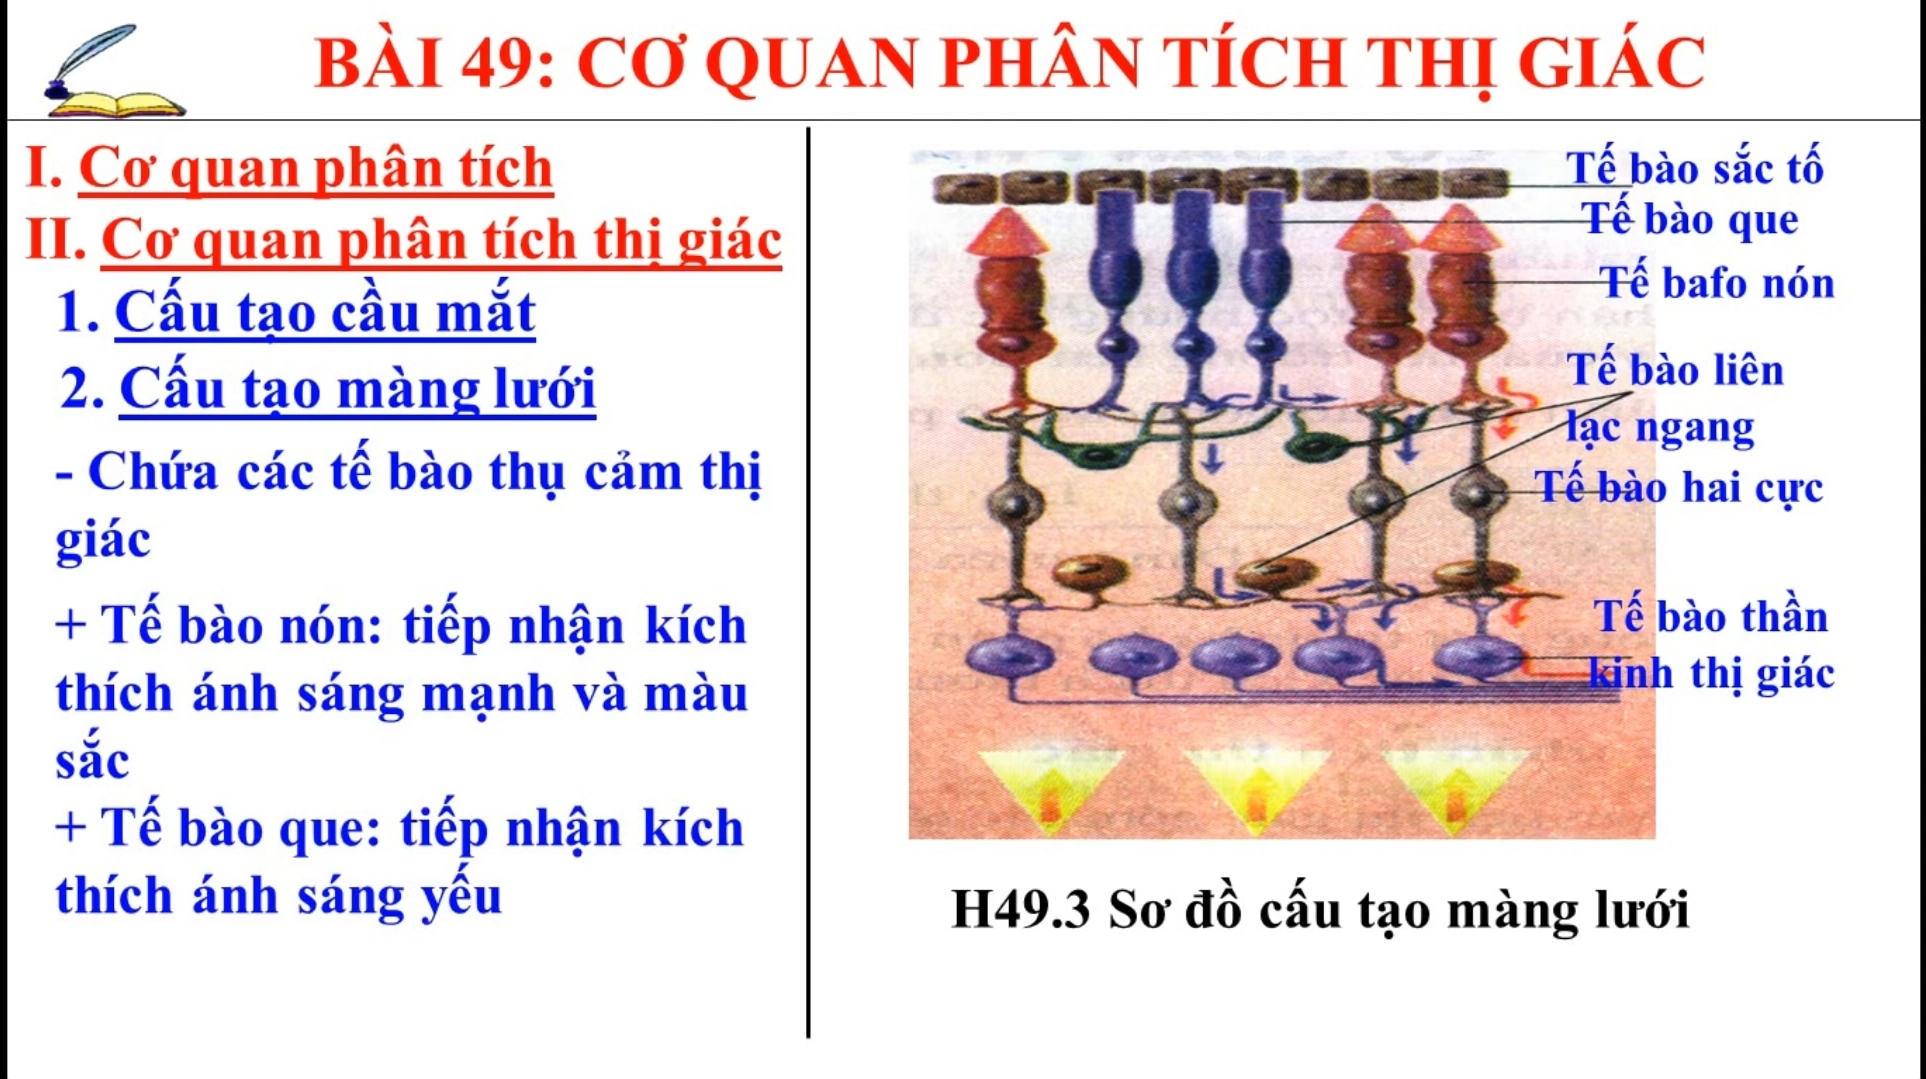 BÀI 49: CƠ QUAN PHÂN TÍCH THỊ GIÁC
I. Cơ quan phân tích
II. Cơ quan phân tích thị giác
1. Cấu tạo cầu mắt
2. Cấu tạo màng lưới
- Chứa các tế bào thụ cảm thị
giác
+ Tế bào nón: tiếp nhận kích
thích ánh sáng mạnh và màu
sắc
+ Tế bào que: tiếp nhận kích
thích ánh sáng yếu
Tế bào sắc tố
Tế bào que
Tế bafo nón
Tế bào liên
lạc ngang
Tế bào hai cực
Tế bào thần
kinh thị giác
H49.3 Sơ đồ cấu tạo màng lưới